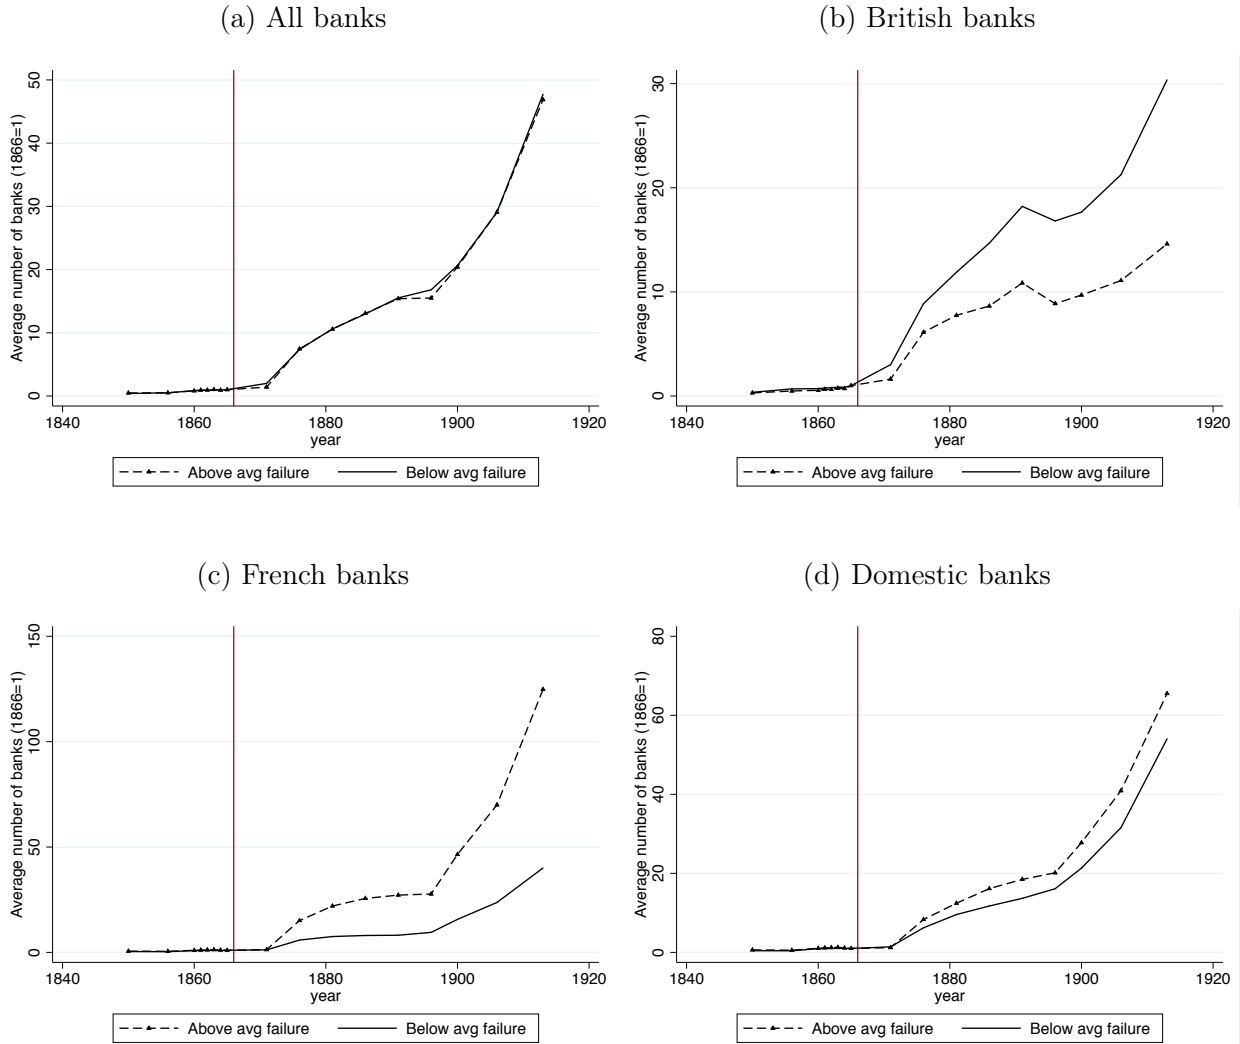 (a) All banks
Average number of banks (1866=1)
50
40
30
20
10
0
1840 1860 1880 1900 1920
year
Above avg failure Below avg failure
(b) British banks
Average number of banks (1866=1)
30
20
10
0
1840 1860 1880 1900 1920
year
Above avg failure Below avg failure
(c) French banks
Average number of banks (1866=1)
150
100
50
0
1840 1860 1880 1900 1920
year
Above avg failure Below avg failure
(d) Domestic banks
Average number of banks (1866=1)
80
60
40
20
0
1840 1860 1880 1900 1920
year
Above avg failure Below avg failure